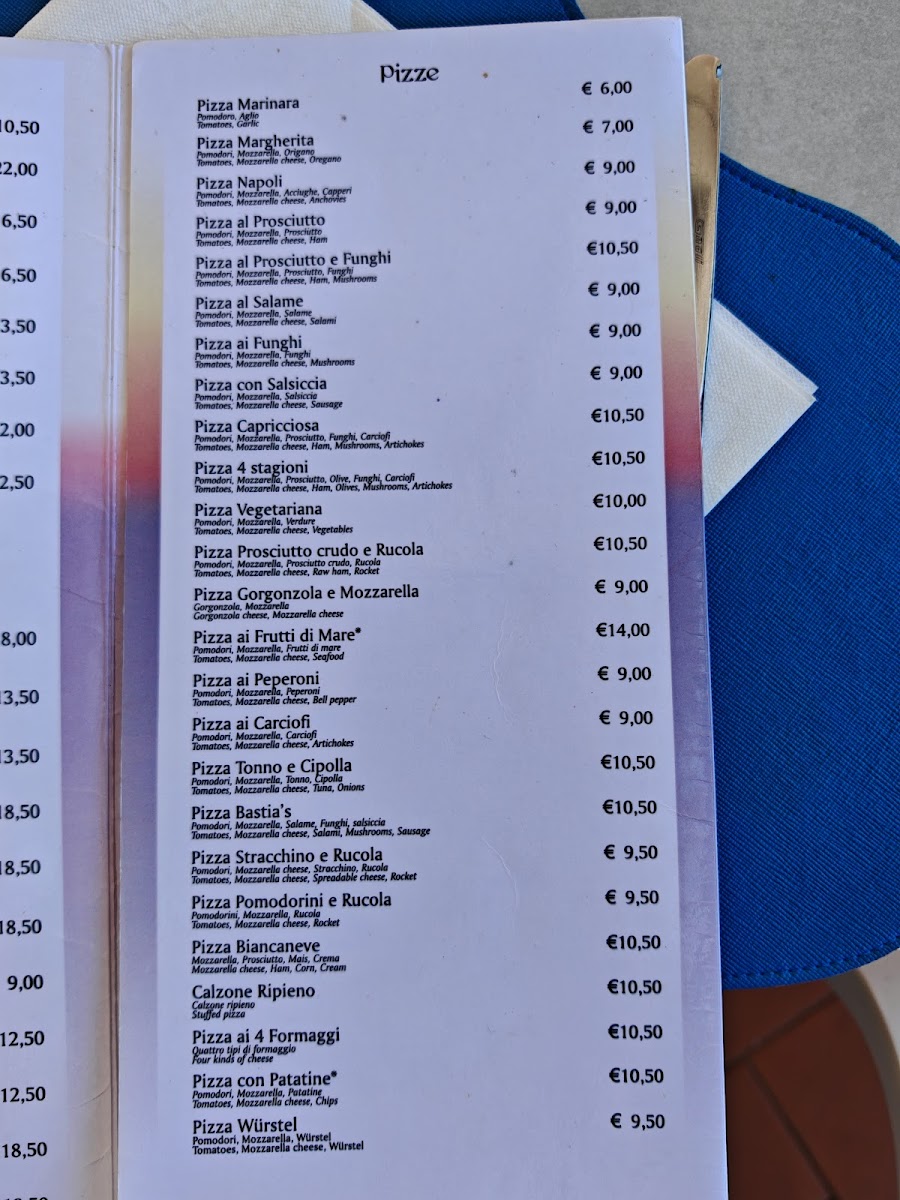 10,50
22,00
6,50
6,50
3,50
3,50
2,00
2,50
8,00
13,50
13,50
18,50
18,50
18,50
9,00
12,50
12,50
18,50
Pizze
Pizza Marinara € 6,00
Pomodoro, Aglio
Tomatoes, Garlic
Pizza Margherita € 7,00
Pomodori, Mozzarella, Origano
Tomatoes, Mozzarella cheese, Oregano
Pizza Napoli € 9,00
Pomodori, Mozzarella, Acciughe, Capperi
Tomatoes, Mozzarella cheese, Anchovies
Pizza al Prosciutto € 9,00
Pomodori, Mozzarella, Prosciutto
Tomatoes, Mozzarella cheese, Ham
Pizza al Prosciutto e Funghi €10,50
Pomodori, Mozzarella, Prosciutto, Funghi
Tomatoes, Mozzarella cheese, Ham, Mushrooms
Pizza al Salame € 9,00
Pomodori, Mozzarella, Salame
Tomatoes, Mozzarella cheese, Salami
Pizza ai Funghi € 9,00
Pomodori, Mozzarella, Funghi
Tomatoes, Mozzarella cheese, Mushrooms
Pizza con Salsiccia € 9,00
Pomodori, Mozzarella, Salsiccia
Tomatoes, Mozzarella cheese, Sausage
Pizza Capricciosa €10,50
Pomodori, Mozzarella, Prosciutto, Funghi, Carciofi
Tomatoes, Mozzarella cheese, Ham, Mushrooms, Artichokes
Pizza 4 stagioni €10,50
Pomodori, Mozzarella, Prosciutto, Olive, Funghi, Carciofi
Tomatoes, Mozzarella cheese, Ham, Olives, Mushrooms, Artichokes
Pizza Vegetariana €10,00
Pomodori, Mozzarella, Verdure
Tomatoes, Mozzarella cheese, Vegetables
Pizza Prosciutto crudo e Rucola €10,50
Pomodori, Mozzarella, Prosciutto crudo, Rucola
Tomatoes, Mozzarella cheese, Raw ham, Rocket
Pizza Gorgonzola e Mozzarella € 9,00
Gorgonzola, Mozzarella
Gorgonzola cheese, Mozzarella cheese
Pizza ai Frutti di Mare* €14,00
Pomodori, Mozzarella, Frutti di mare
Tomatoes, Mozzarella cheese, Seafood
Pizza ai Peperoni € 9,00
Pomodori, Mozzarella, Peperoni
Tomatoes, Mozzarella cheese, Bell pepper
Pizza ai Carciofi € 9,00
Pomodori, Mozzarella, Carciofi
Tomatoes, Mozzarella cheese, Artichokes
Pizza Tonno e Cipolla €10,50
Pomodori, Mozzarella, Tonno, Cipolla
Tomatoes, Mozzarella cheese, Tuna, Onions
Pizza Bastia's €10,50
Pomodori, Mozzarella, Salame, Funghi, salsiccia
Tomatoes, Mozzarella cheese, Salami, Mushrooms, Sausage
Pizza Stracchino e Rucola € 9,50
Pomodori, Mozzarella cheese, Stracchino, Rucola
Tomatoes, Mozzarella cheese, Spreadable cheese, Rocket
Pizza Pomodorini e Rucola € 9,50
Pomodorini, Mozzarella, Rucola
Tomatoes, Mozzarella cheese, Rocket
Pizza Biancaneve €10,50
Mozzarella, Prosciutto, Mais, Crema
Mozzarella cheese, Ham, Corn, Cream
Calzone Ripieno €10,50
Calzone ripieno
Stuffed pizza
Pizza ai 4 Formaggi €10,50
Quattro tipi di formaggio
Four kinds of cheese
Pizza con Patatine* €10,50
Pomodori, Mozzarella, Patatine
Tomatoes, Mozzarella cheese, Chips
Pizza Würstel € 9,50
Pomodori, Mozzarella, Würstel
Tomatoes, Mozzarella cheese, Würstel